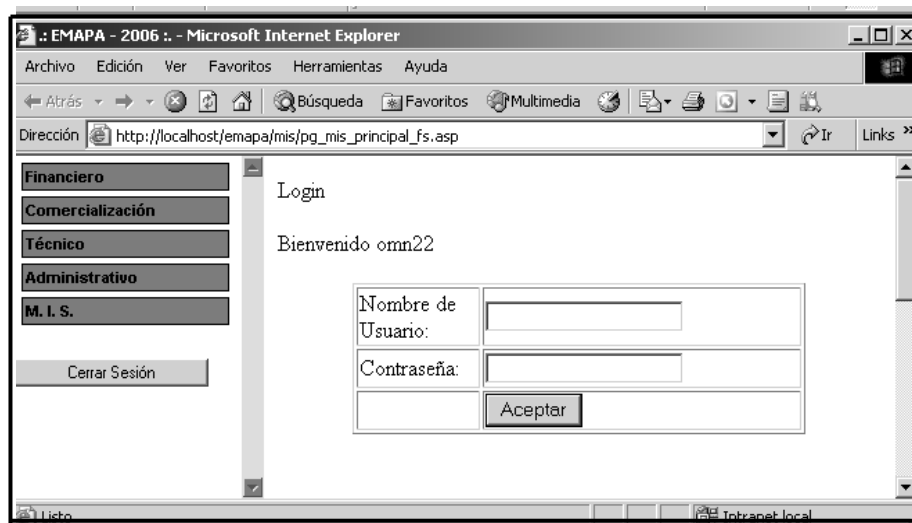 .: EMAPA - 2006 :. - Microsoft Internet Explorer
Archivo Edición Ver Favoritos Herramientas Ayuda
Atrás Búsqueda Favoritos Multimedia
Dirección http://localhost/emapa/mis/pg_mis_principal_fs.asp Ir Links »
Financiero
Comercialización
Técnico
Administrativo
M. I. S.
Cerrar Sesión
Login
Bienvenido omn22
Nombre de
Usuario:
Contraseña:
Aceptar
Listo Intranet local